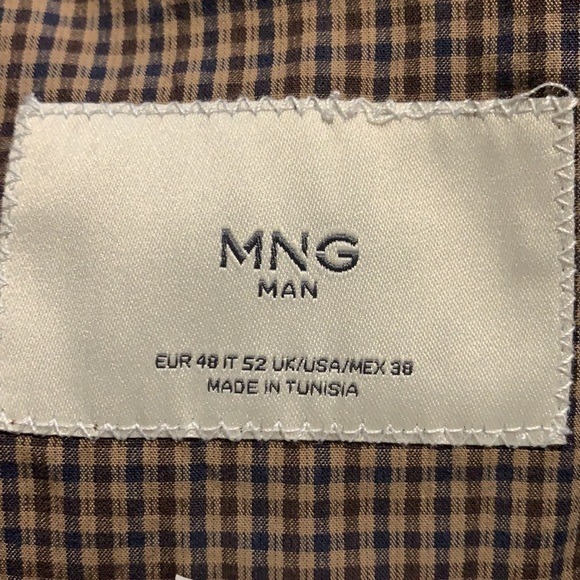 MNG
MAN
EUR 48 IT 52 UK/USA/MEX 38
MADE IN TUNISIA